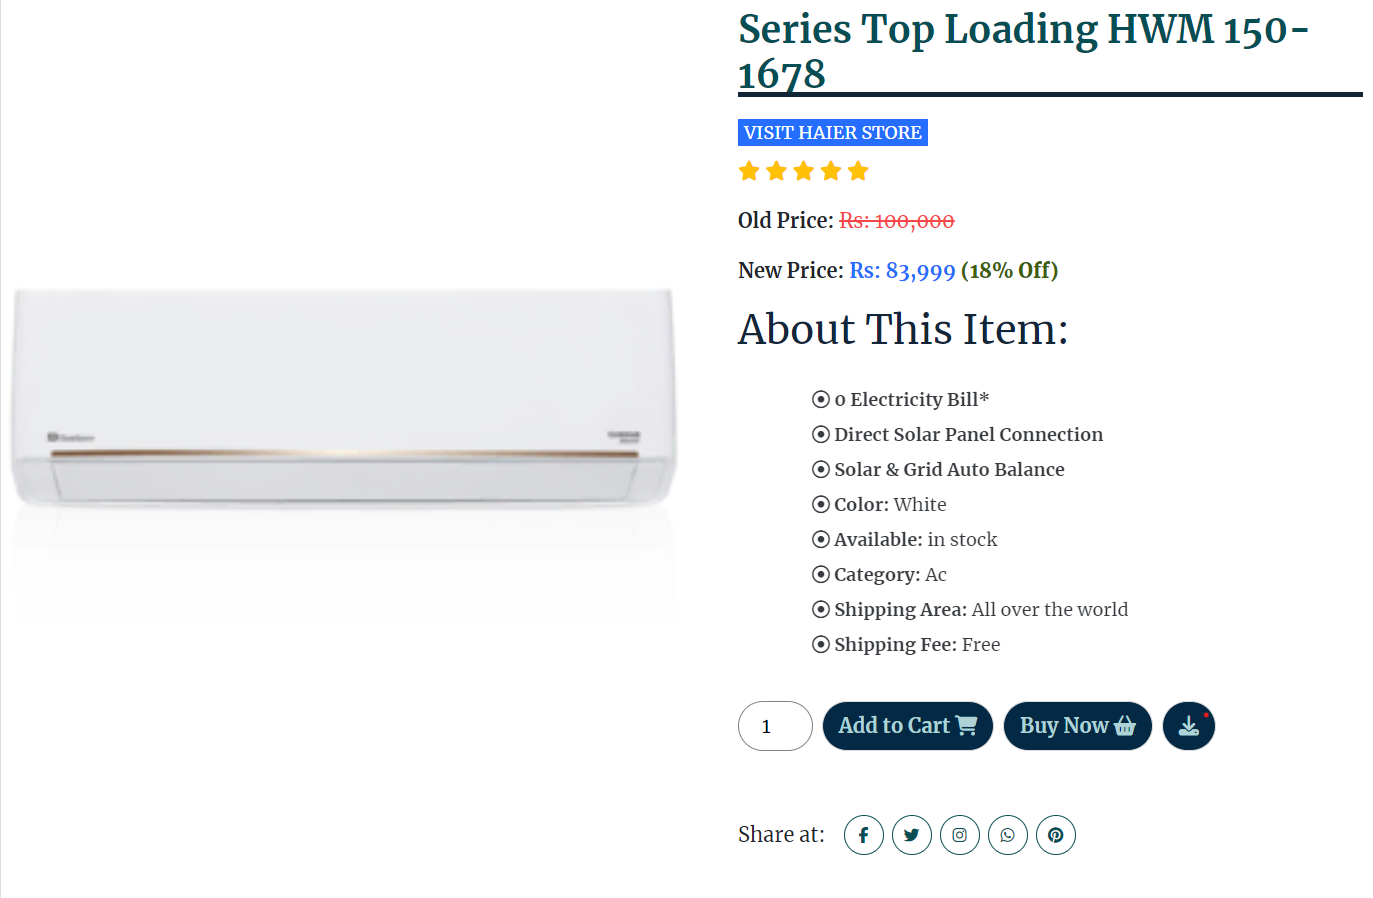 Series Top Loading HWM 150-
1678
VISIT HAIER STORE
Old Price: Rs: 100,000
New Price: Rs: 83,999 (18% Off)
About This Item:
0 Electricity Bill*
Direct Solar Panel Connection
Solar & Grid Auto Balance
Color: White
Available: in stock
Category: Ac
Shipping Area: All over the world
Shipping Fee: Free
1 Add to Cart Buy Now
Share at: